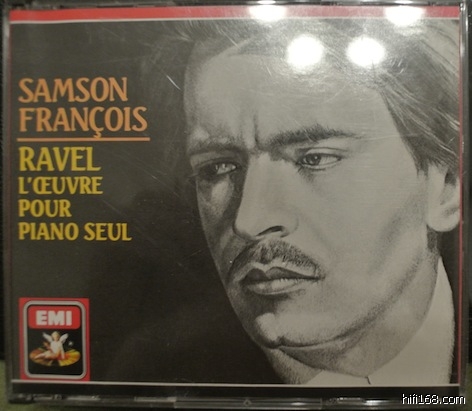 SAMSON
FRANÇOIS
RAVEL
L'ŒUVRE
POUR
PIANO SEUL
EMI
hifi168.com